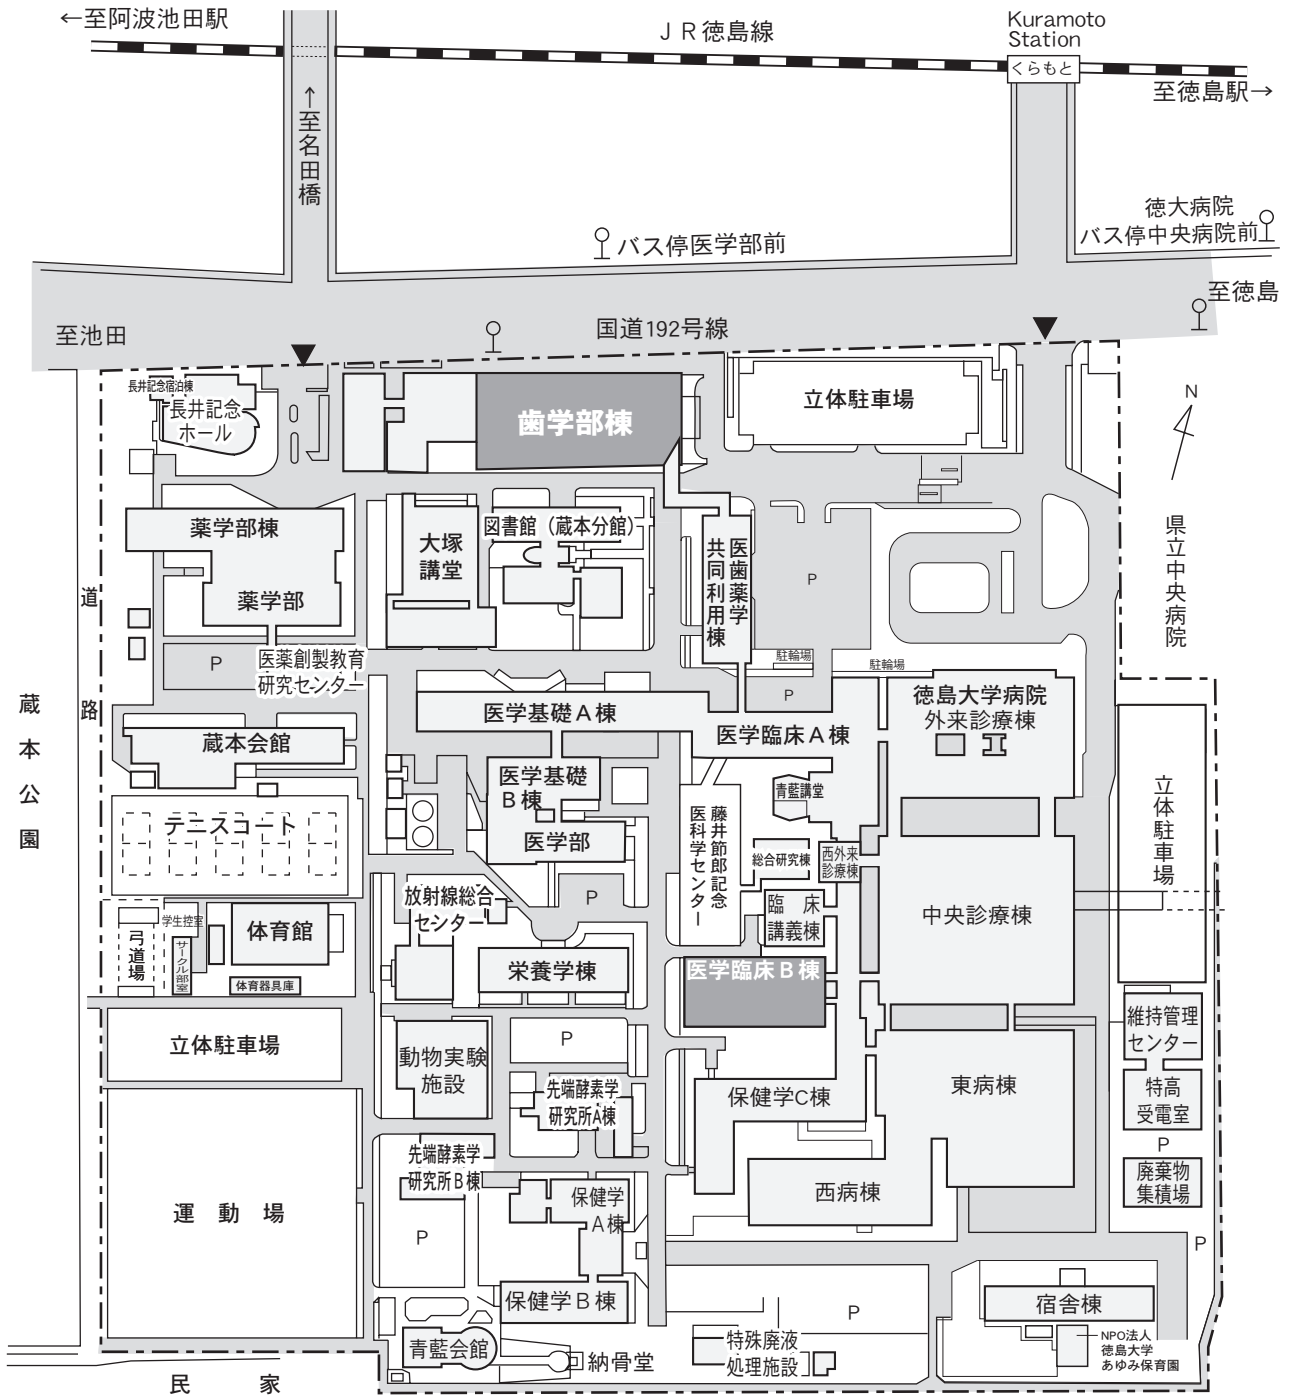 ←至阿波池田駅
JR徳島線
Kuramoto
Station
くらもと
至徳島駅→
↑至名田橋
徳大病院
バス停中央病院前
バス停医学部前
至徳島
国道192号線
至池田
長井記念宿泊棟
長井記念
ホール
歯学部棟
立体駐車場
N
県立中央病院
薬学部棟
薬学部
大塚
講堂
図書館（蔵本分館）
医歯薬学
共同利用棟
P
道路
P
医薬創製教育
研究センター
駐輪場
駐輪場
P
蔵本公園
蔵本会館
医学基礎A棟
医学臨床A棟
徳島大学病院
外来診療棟
医学基礎
B棟
医学部
青藍講堂
藤井節郎記念
医科学センター
立体駐車場
テニスコート
総合研究棟
西外来
診療棟
P
放射線総合
センター
臨床
講義棟
中央診療棟
学生控室
弓道場
サークル部室
体育館
体育器具庫
栄養学棟
医学臨床B棟
維持管理
センター
立体駐車場
P
動物実験
施設
東病棟
特高
受電室
保健学C棟
先端酵素学
研究所A棟
P
先端酵素学
研究所B棟
廃棄物
集積場
運動場
保健学
A棟
西病棟
P
P
保健学B棟
P
宿舎棟
青藍会館
納骨堂
特殊廃液
処理施設
NPO法人
徳島大学
あゆみ保育園
民家